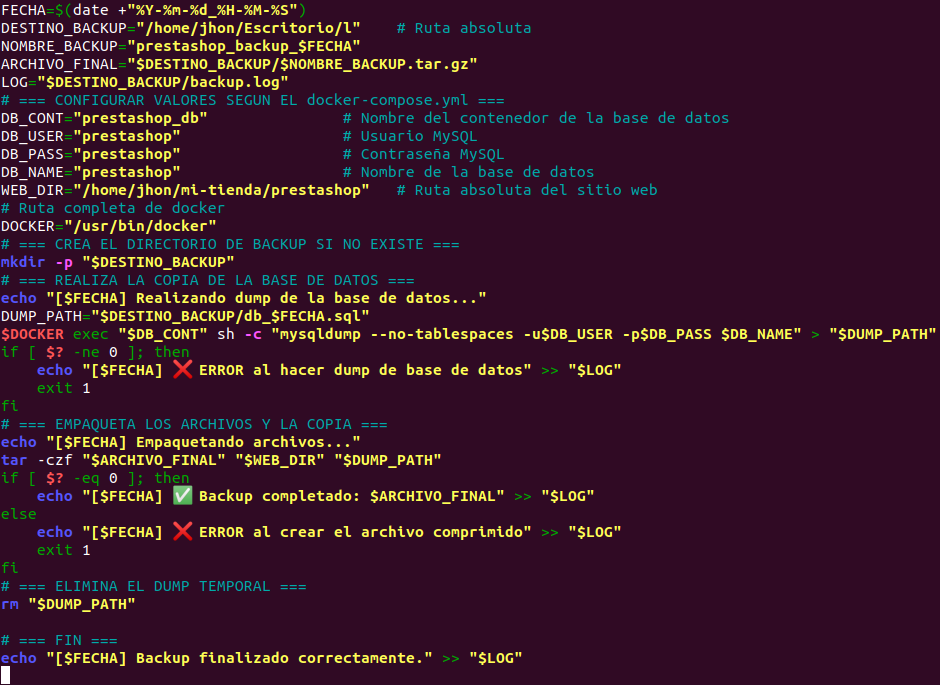 FECHA=$(date +"%Y-%m-%d_%H-%M-%S")
DESTINO_BACKUP="/home/jhon/Escritorio/l"    # Ruta absoluta
NOMBRE_BACKUP="prestashop_backup_$FECHA"
ARCHIVO_FINAL="$DESTINO_BACKUP/$NOMBRE_BACKUP.tar.gz"
LOG="$DESTINO_BACKUP/backup.log"
# === CONFIGURAR VALORES SEGUN EL docker-compose.yml ===
DB_CONT="prestashop_db"               # Nombre del contenedor de la base de datos
DB_USER="prestashop"                  # Usuario MySQL
DB_PASS="prestashop"                  # Contraseña MySQL
DB_NAME="prestashop"                  # Nombre de la base de datos
WEB_DIR="/home/jhon/mi-tienda/prestashop"   # Ruta absoluta del sitio web
# Ruta completa de docker
DOCKER="/usr/bin/docker"
# === CREA EL DIRECTORIO DE BACKUP SI NO EXISTE ===
mkdir -p "$DESTINO_BACKUP"
# === REALIZA LA COPIA DE LA BASE DE DATOS ===
echo "[$FECHA] Realizando dump de la base de datos..."
DUMP_PATH="$DESTINO_BACKUP/db_$FECHA.sql"
$DOCKER exec "$DB_CONT" sh -c "mysqldump --no-tablespaces -u$DB_USER -p$DB_PASS $DB_NAME" > "$DUMP_PATH"
if [ $? -ne 0 ]; then
    echo "[$FECHA] ❌ ERROR al hacer dump de base de datos" >> "$LOG"
    exit 1
fi
# === EMPAQUETA LOS ARCHIVOS Y LA COPIA ===
echo "[$FECHA] Empaquetando archivos..."
tar -czf "$ARCHIVO_FINAL" "$WEB_DIR" "$DUMP_PATH"
if [ $? -eq 0 ]; then
    echo "[$FECHA] ✅ Backup completado: $ARCHIVO_FINAL" >> "$LOG"
else
    echo "[$FECHA] ❌ ERROR al crear el archivo comprimido" >> "$LOG"
    exit 1
fi
# === ELIMINA EL DUMP TEMPORAL ===
rm "$DUMP_PATH"

# === FIN ===
echo "[$FECHA] Backup finalizado correctamente." >> "$LOG"